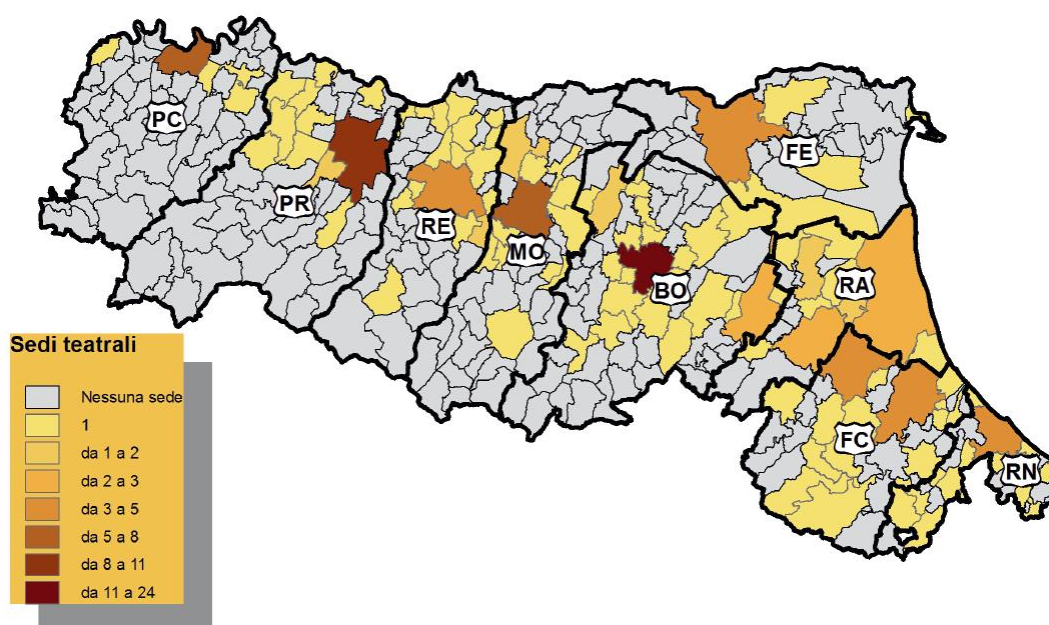 PC
FE
PR
RE
MO
BO
RA
FC
RN
Sedi teatrali
Nessuna sede
1
da 1 a 2
da 2 a 3
da 3 a 5
da 5 a 8
da 8 a 11
da 11 a 24